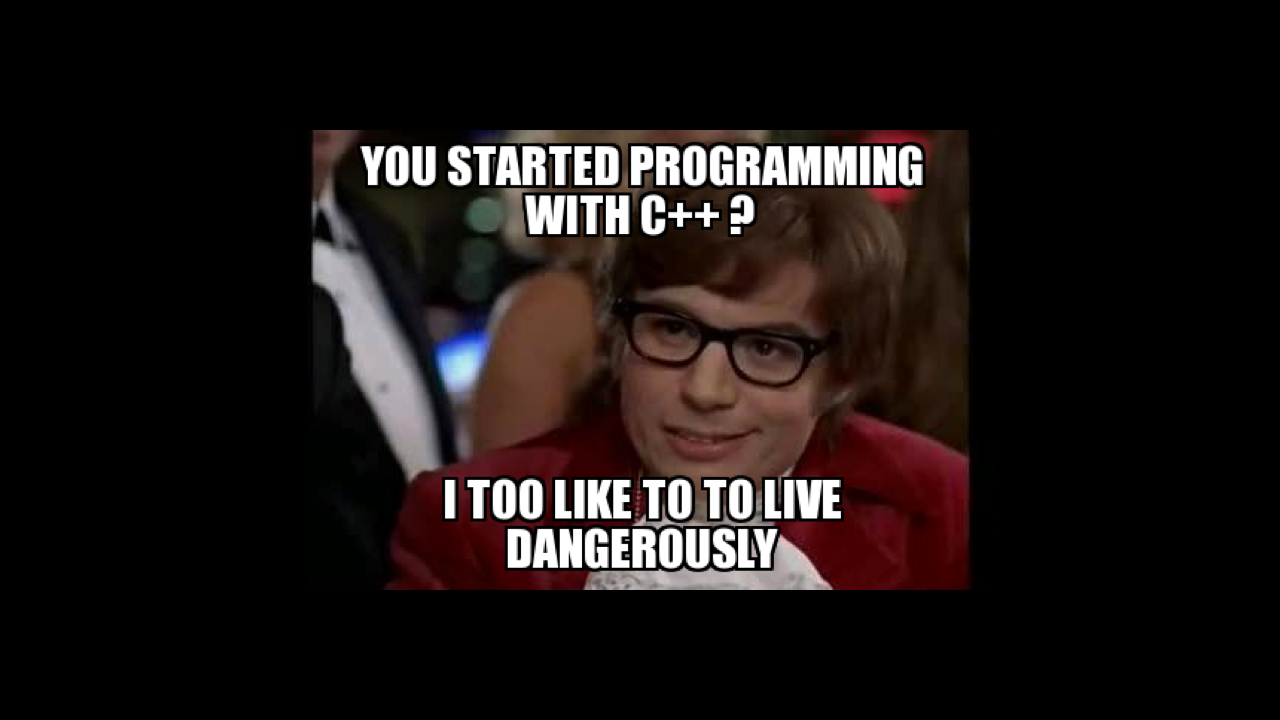 YOU STARTED PROGRAMMING
WITH C++ ?
I TOO LIKE TO TO LIVE
DANGEROUSLY